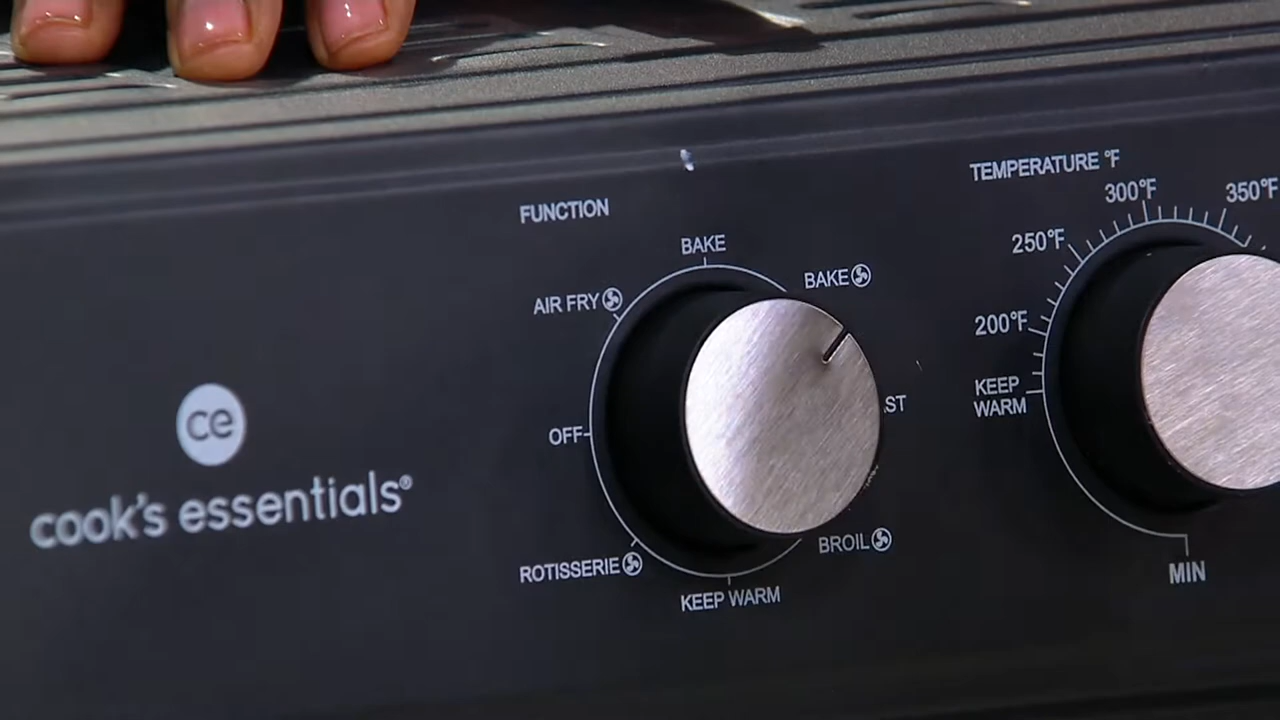 FUNCTION
BAKE
BAKE
AIR FRY
OFF
ROTISSERIE
KEEP WARM
BROIL
ce
cook's essentials®
TEMPERATURE °F
300°F
350°F
250°F
200°F
KEEP
WARM
MIN